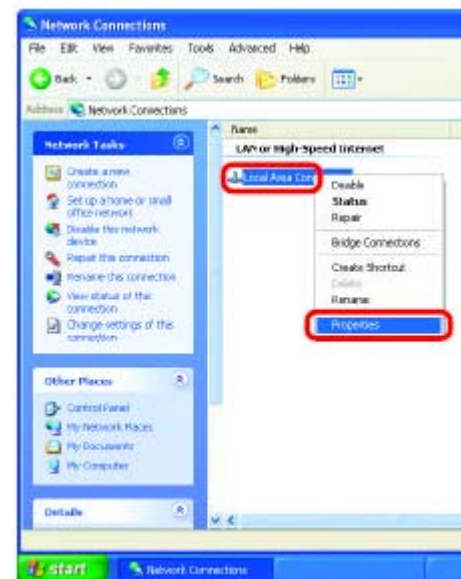 Network Connections
File Edit View Favorites Tools Advanced Help
Back Search Folders
Address Network Connections
Name
LAN or High-Speed Internet
Network Tasks
Create a new
connection
Set up a home or small
office network
Disable this network
device
Repair this connection
Rename this connection
View status of this
connection
Change settings of this
connection
Other Places
Control Panel
My Network Places
My Documents
My Computer
Details
Local Area Con
Disable
Status
Repair
Bridge Connections
Create Shortcut
Delete
Rename
Properties
start
Network Connections